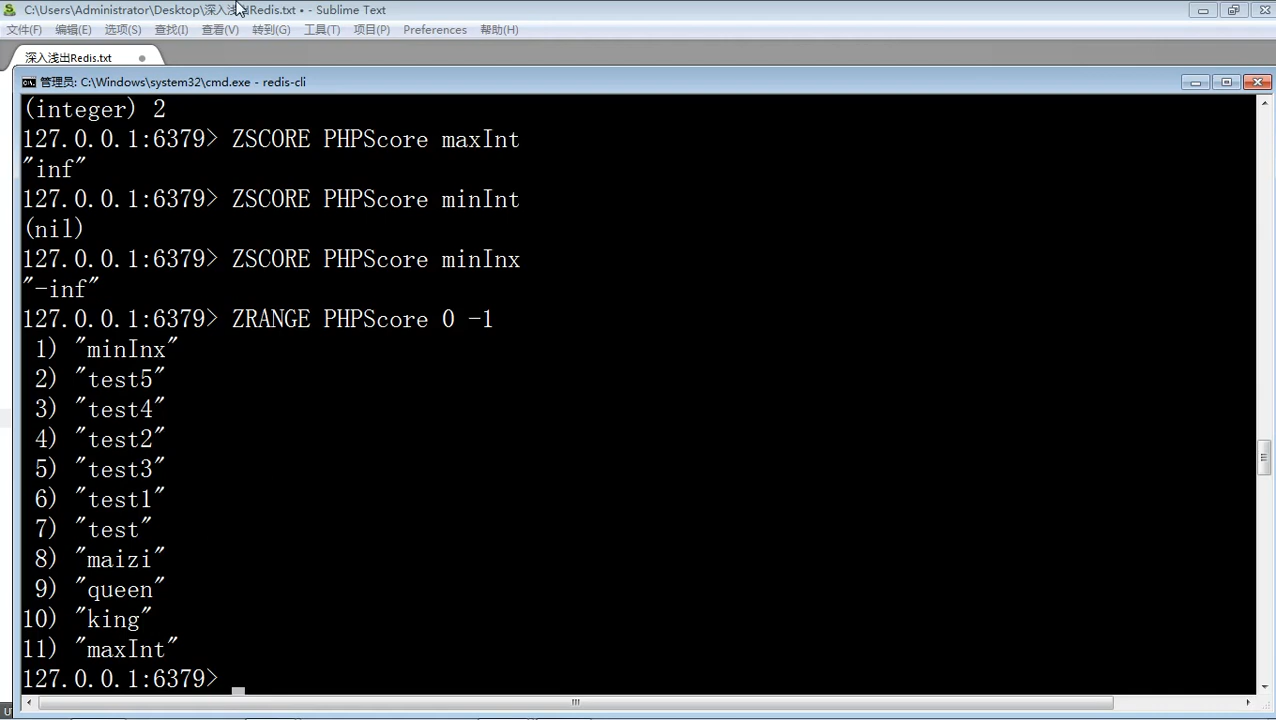 C:\Users\Administrator\Desktop\深入浅出Redis.txt • - Sublime Text
文件(F) 编辑(E) 选项(S) 查找(I) 查看(V) 转到(G) 工具(T) 项目(P) Preferences 帮助(H)
深入浅出Redis.txt
管理员: C:\Windows\system32\cmd.exe - redis-cli
(integer) 2
127.0.0.1:6379> ZSCORE PHPScore maxInt
"inf"
127.0.0.1:6379> ZSCORE PHPScore minInt
(nil)
127.0.0.1:6379> ZSCORE PHPScore minInx
"-inf"
127.0.0.1:6379> ZRANGE PHPScore 0 -1
1) "minInx"
2) "test5"
3) "test4"
4) "test2"
5) "test3"
6) "test1"
7) "test"
8) "maizi"
9) "queen"
10) "king"
11) "maxInt"
127.0.0.1:6379>